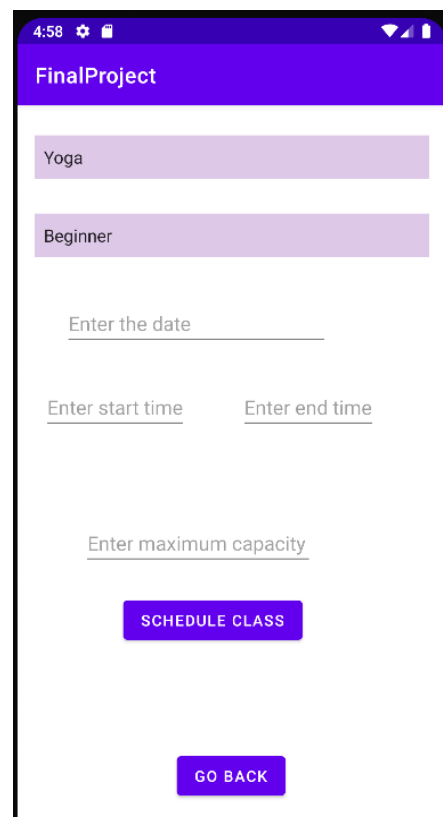 4:58
FinalProject
Yoga
Beginner
Enter the date
Enter start time Enter end time
Enter maximum capacity
SCHEDULE CLASS
GO BACK